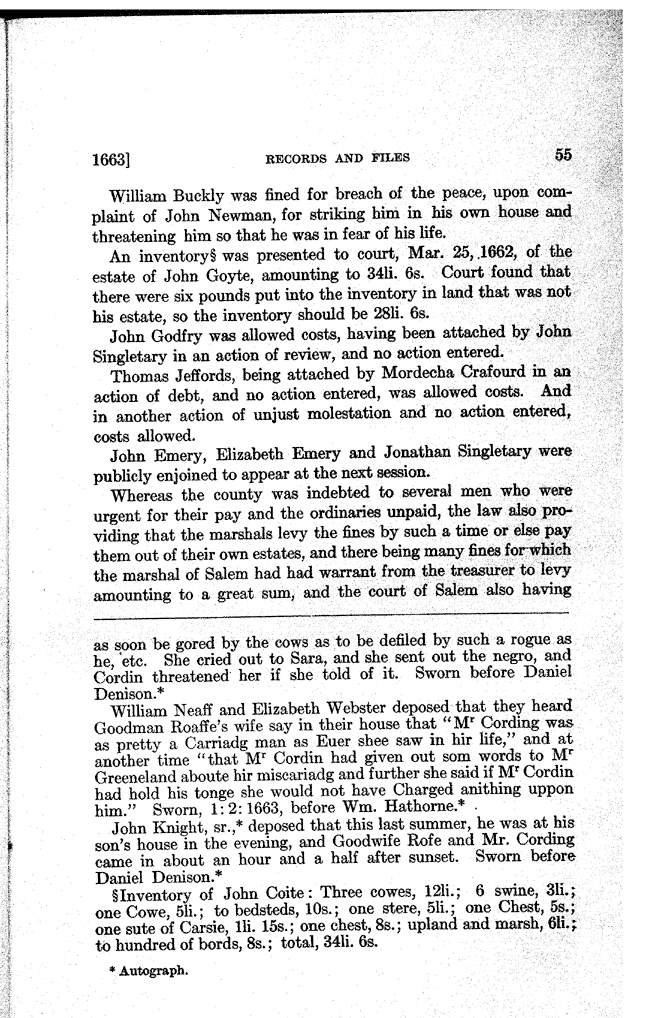 1663] RECORDS AND FILES 55
William Buckly was fined for breach of the peace, upon com-
plaint of John Newman, for striking him in his own house and
threatening him so that he was in fear of his life.
An inventory§ was presented to court, Mar. 25, 1662, of the
estate of John Goyte, amounting to 34li. 6s. Court found that
there were six pounds put into the inventory in land that was not
his estate, so the inventory should be 28li. 6s.
John Godfry was allowed costs, having been attached by John
Singletary in an action of review, and no action entered.
Thomas Jeffords, being attached by Mordecha Crafourd in an
action of debt, and no action entered, was allowed costs. And
in another action of unjust molestation and no action entered,
costs allowed.
John Emery, Elizabeth Emery and Jonathan Singletary were
publicly enjoined to appear at the next session.
Whereas the county was indebted to several men who were
urgent for their pay and the ordinaries unpaid, the law also pro-
viding that the marshals levy the fines by such a time or else pay
them out of their own estates, and there being many fines for which
the marshal of Salem had had warrant from the treasurer to levy
amounting to a great sum, and the court of Salem also having
as soon be gored by the cows as to be defiled by such a rogue as
he, etc. She cried out to Sara, and she sent out the negro, and
Cordin threatened her if she told of it. Sworn before Daniel
Denison.*
William Neaff and Elizabeth Webster deposed that they heard
Goodman Roaffe's wife say in their house that "Mʳ Cording was
as pretty a Carriadg man as Euer shee saw in hir life," and at
another time "that Mʳ Cordin had given out som words to Mʳ
Greeneland aboute hir miscariadg and further she said if Mʳ Cordin
had hold his tonge she would not have Charged anithing uppon
him." Sworn, 1: 2: 1663, before Wm. Hathorne.*
John Knight, sr.,* deposed that this last summer, he was at his
son's house in the evening, and Goodwife Rofe and Mr. Cording
came in about an hour and a half after sunset. Sworn before
Daniel Denison.*
§Inventory of John Coite: Three cowes, 12li.; 6 swine, 3li.;
one Cowe, 5li.; to bedsteds, 10s.; one stere, 5li.; one Chest, 5s.;
one sute of Carsie, 1li. 15s.; one chest, 8s.; upland and marsh, 6li.;
to hundred of bords, 8s.; total, 34li. 6s.
* Autograph.